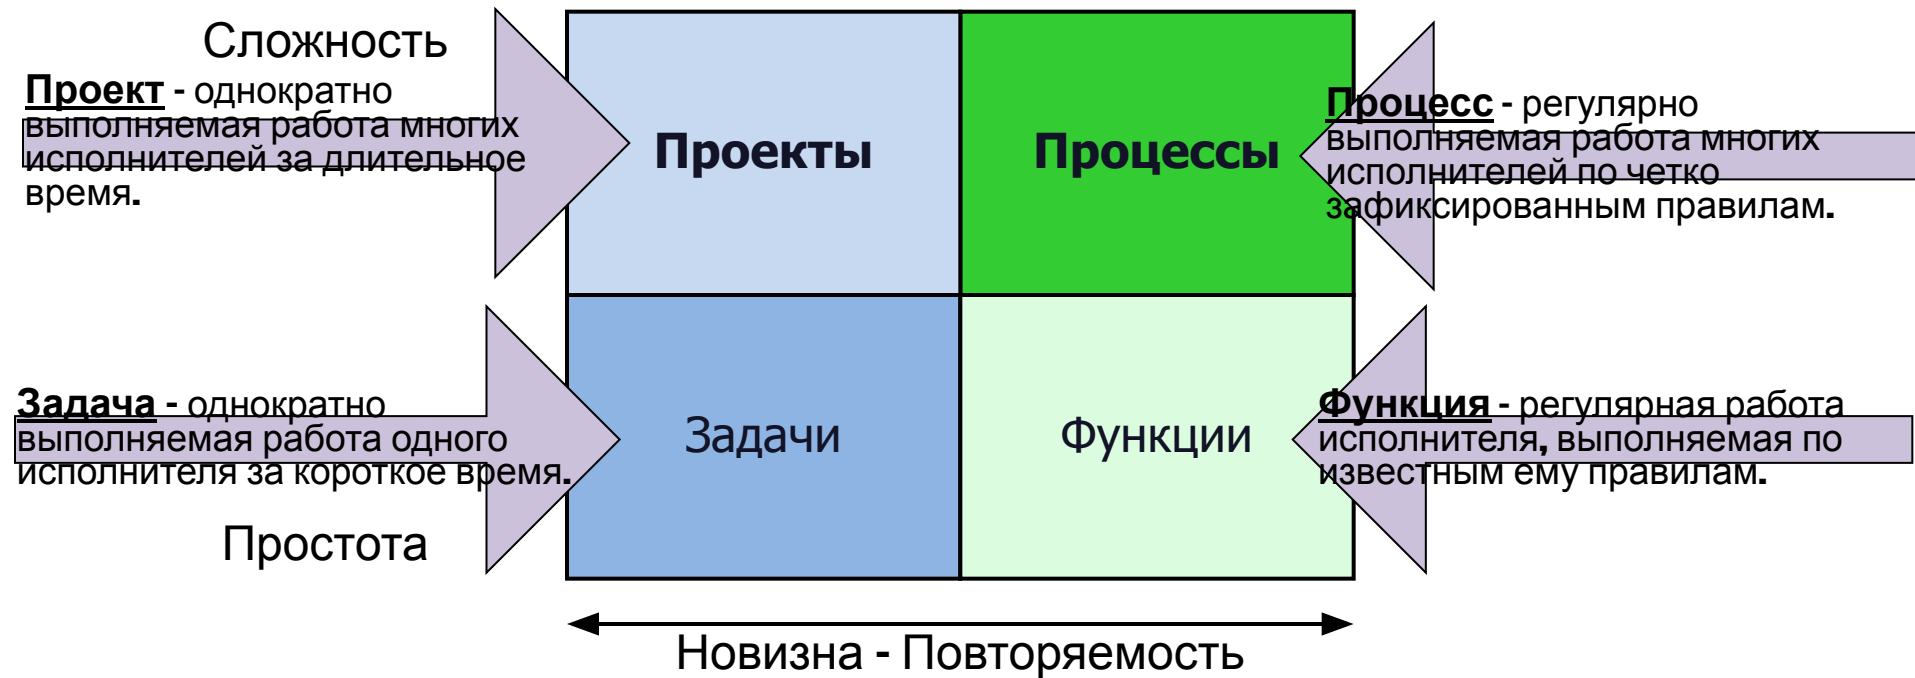 Сложность
Проект - однократно
выполняемая работа многих
исполнителей за длительное
время.
Проекты
Процессы
Процесс - регулярно
выполняемая работа многих
исполнителей по четко
зафиксированным правилам.
Задача - однократно
выполняемая работа одного
исполнителя за короткое время.
Задачи
Функции
Функция - регулярная работа
исполнителя, выполняемая по
известным ему правилам.
Простота
Новизна - Повторяемость